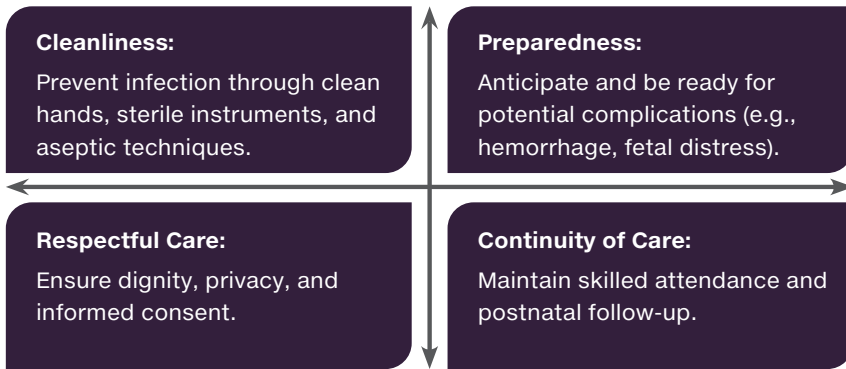 Cleanliness:
Prevent infection through clean
hands, sterile instruments, and
aseptic techniques.
Preparedness:
Anticipate and be ready for
potential complications (e.g.,
hemorrhage, fetal distress).
Respectful Care:
Ensure dignity, privacy, and
informed consent.
Continuity of Care:
Maintain skilled attendance and
postnatal follow-up.